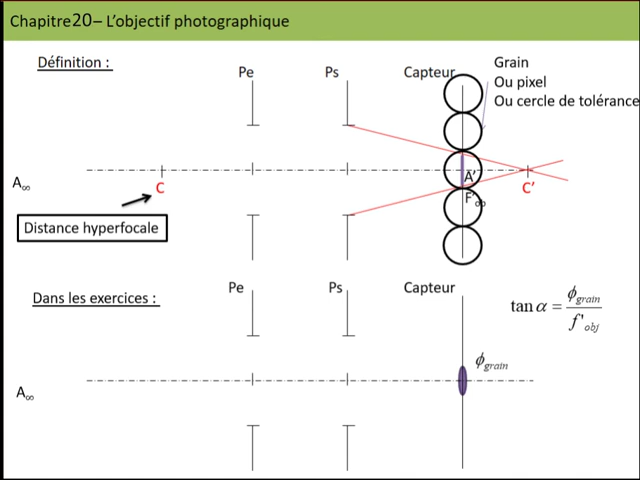 Chapitre20– L'objectif photographique
Définition :
Pe
Ps
Capteur
Grain
Ou pixel
Ou cercle de tolérance
A∞
C
A'
F'∞
C'
Distance hyperfocale
Dans les exercices :
Pe
Ps
Capteur
tan α = ϕgrain / f'obj
ϕgrain
A∞